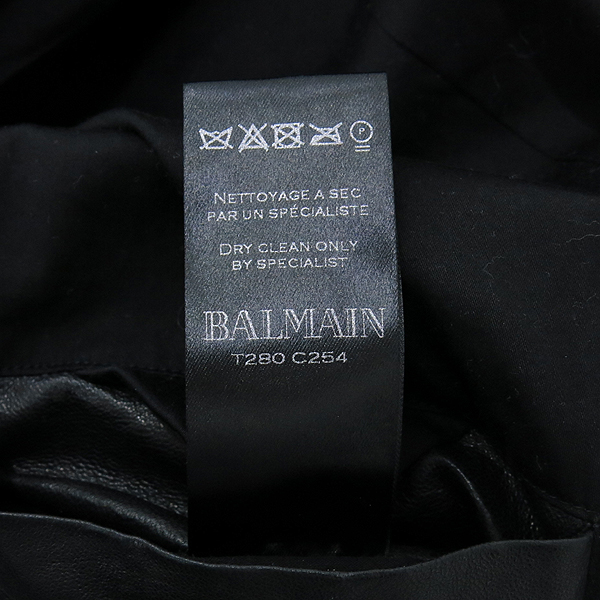 P
NETTOYAGE A SEC
PAR UN SPÉCIALISTE
DRY CLEAN ONLY
BY SPECIALIST
BALMAIN
T280 C254